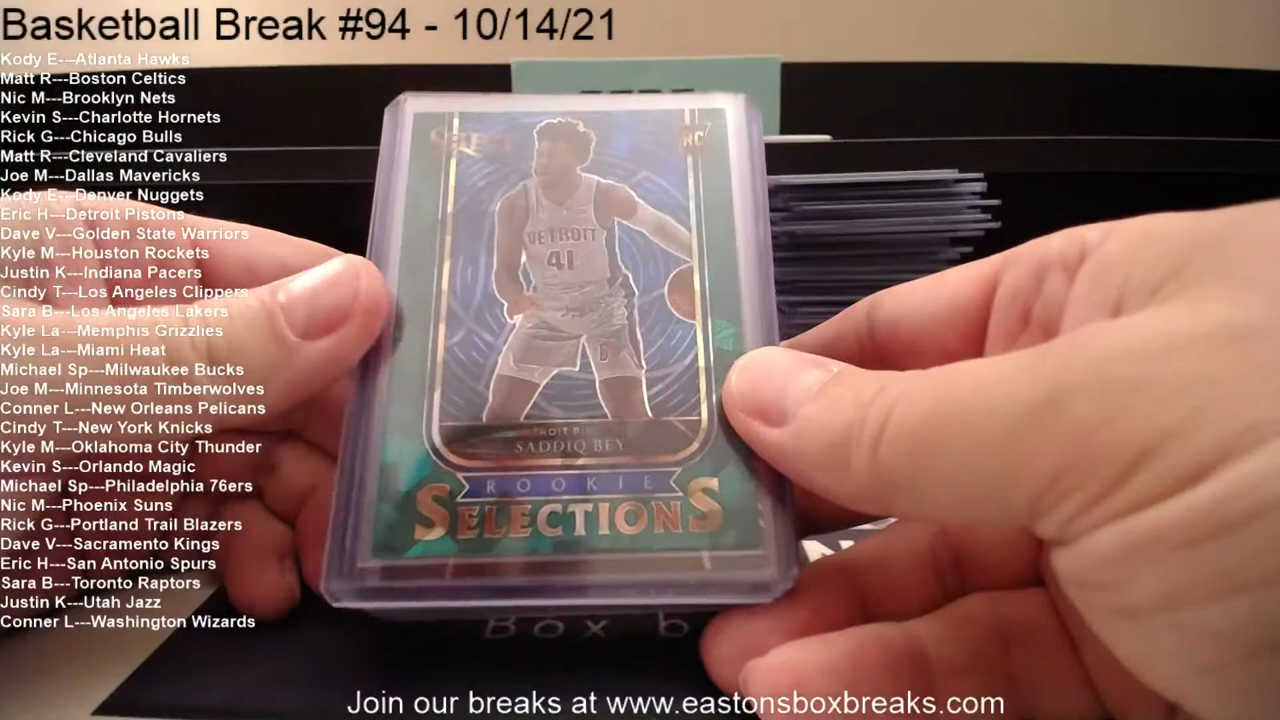 Basketball Break #94 - 10/14/21
Kody E---Atlanta Hawks
Matt R---Boston Celtics
Nic M---Brooklyn Nets
Kevin S---Charlotte Hornets
Rick G---Chicago Bulls
Matt R---Cleveland Cavaliers
Joe M---Dallas Mavericks
Kody E---Denver Nuggets
Eric H---Detroit Pistons
Dave V---Golden State Warriors
Kyle M---Houston Rockets
Justin K---Indiana Pacers
Cindy T---Los Angeles Clippers
Sara B---Los Angeles Lakers
Kyle La---Memphis Grizzlies
Kyle La---Miami Heat
Michael Sp---Milwaukee Bucks
Joe M---Minnesota Timberwolves
Conner L---New Orleans Pelicans
Cindy T---New York Knicks
Kyle M---Oklahoma City Thunder
Kevin S---Orlando Magic
Michael Sp---Philadelphia 76ers
Nic M---Phoenix Suns
Rick G---Portland Trail Blazers
Dave V---Sacramento Kings
Eric H---San Antonio Spurs
Sara B---Toronto Raptors
Justin K---Utah Jazz
Conner L---Washington Wizards
RC
DETROIT
41
SADDIQ BEY
ROOKIE
SELECTIONS
Box b
Join our breaks at www.eastonsboxbreaks.com